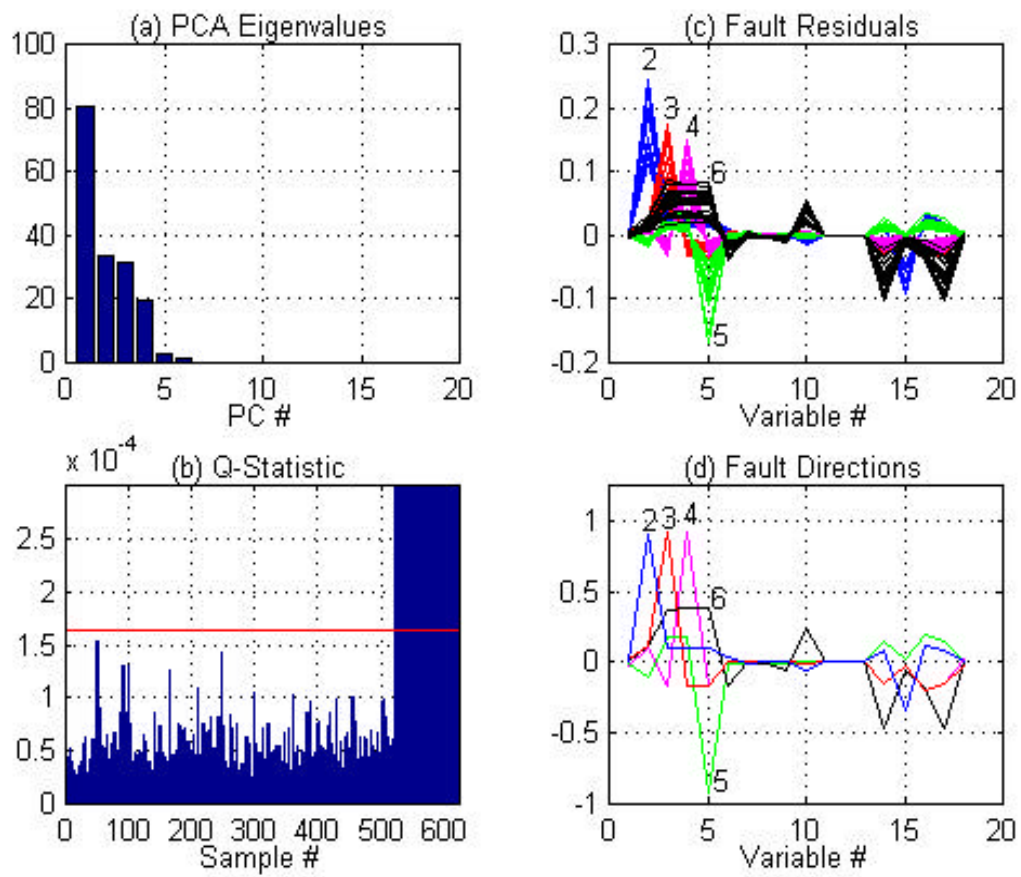 (a) PCA Eigenvalues
100
80
60
40
20
0
0 5 10 15 20
PC #
(c) Fault Residuals
0.3
0.2
0.1
0
-0.1
-0.2
2
3
4
6
5
0 5 10 15 20
Variable #
x 10-4
(b) Q-Statistic
2.5
2
1.5
1
0.5
0
0 100 200 300 400 500 600
Sample #
(d) Fault Directions
1
0.5
0
-0.5
-1
2 3 4
6
5
0 5 10 15 20
Variable #